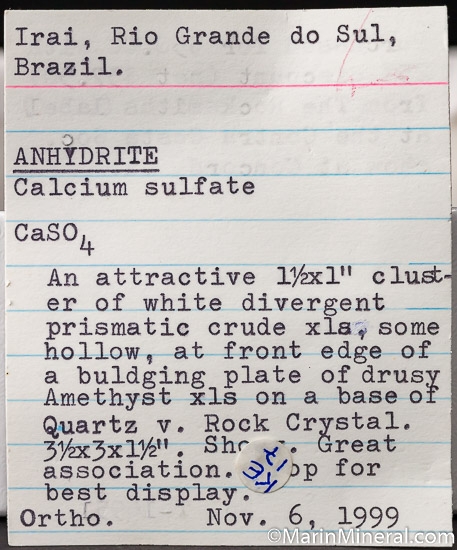 Irai, Rio Grande do Sul,
Brazil.
ANHYDRITE
Calcium sulfate
CaSO4
An attractive 1½x1" clust-
er of white divergent
prismatic crude xls, some
hollow, at front edge of
a buldging plate of drusy
Amethyst xls on a base of
Quartz v. Rock Crystal.
3½x3x1½". Great
association. for
best display.
Ortho. Nov. 6, 1999
©MarinMineral.com